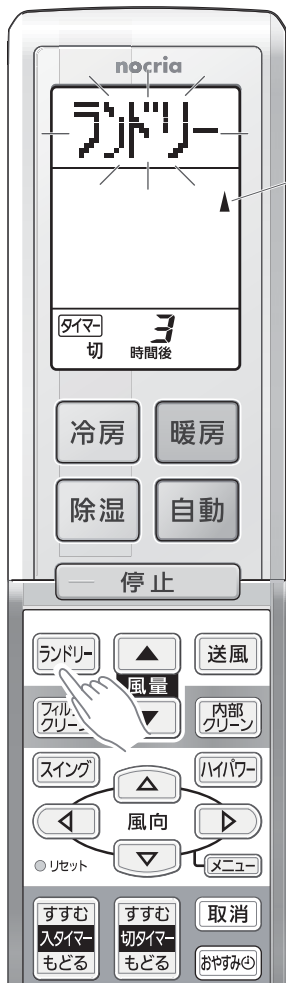 nocria
ランドリー
タイマー 3
切 時間後
冷房 暖房
除湿 自動
停止
ランドリー 送風
風量
フィル クリーン 内部クリーン
スイング ハイパワー
風向
リセット メニュー
すすむ すすむ 取消
入タイマー 切タイマー
もどる もどる おやすみ